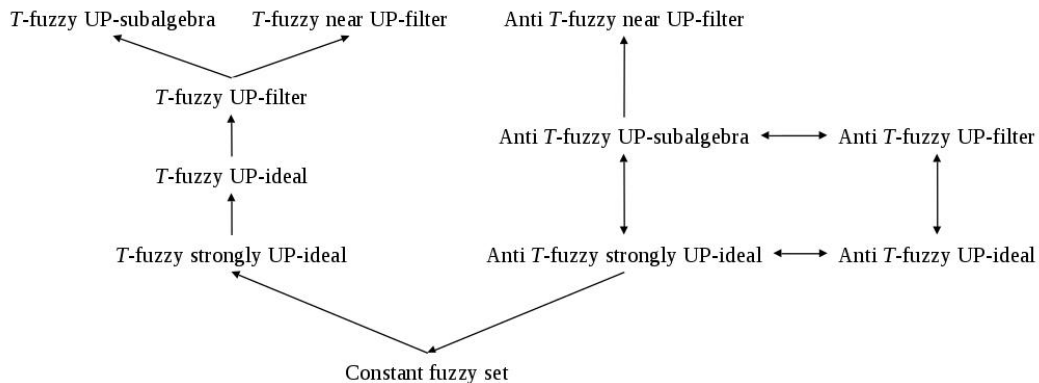 T-fuzzy UP-subalgebra T-fuzzy near UP-filter Anti T-fuzzy near UP-filter
T-fuzzy UP-filter
Anti T-fuzzy UP-subalgebra Anti T-fuzzy UP-filter
T-fuzzy UP-ideal
T-fuzzy strongly UP-ideal Anti T-fuzzy strongly UP-ideal Anti T-fuzzy UP-ideal
Constant fuzzy set